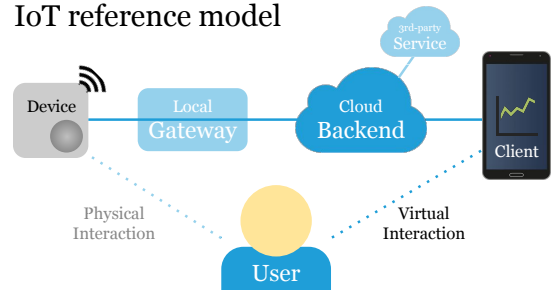 IoT reference model
3rd-party
Service
Device
Local
Gateway
Cloud
Backend
Client
Physical
Interaction
Virtual
Interaction
User